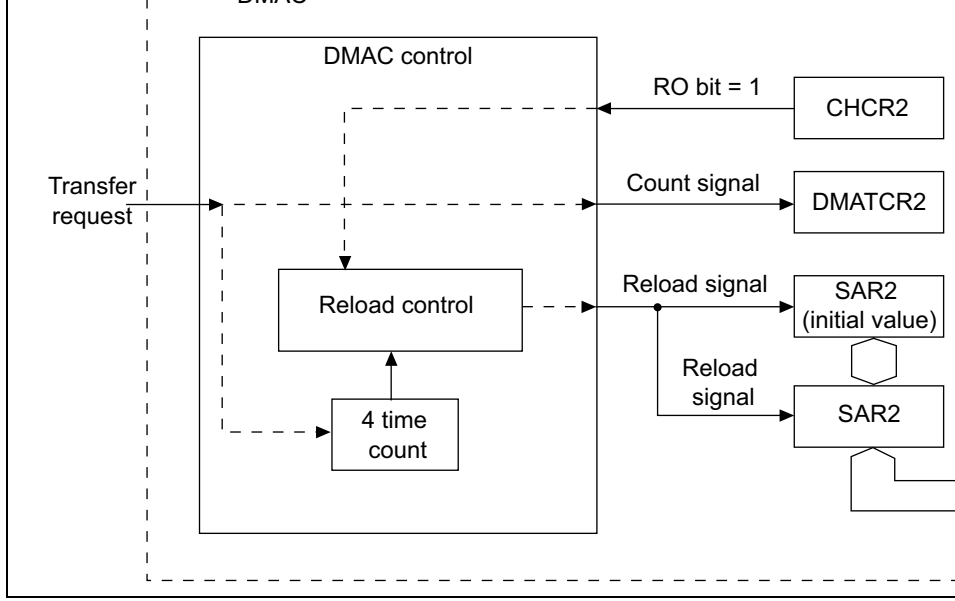 DMAC control
RO bit = 1
CHCR2
Transfer
request
Count signal
DMATCR2
Reload control
Reload signal
SAR2
(initial value)
Reload
signal
SAR2
4 time
count